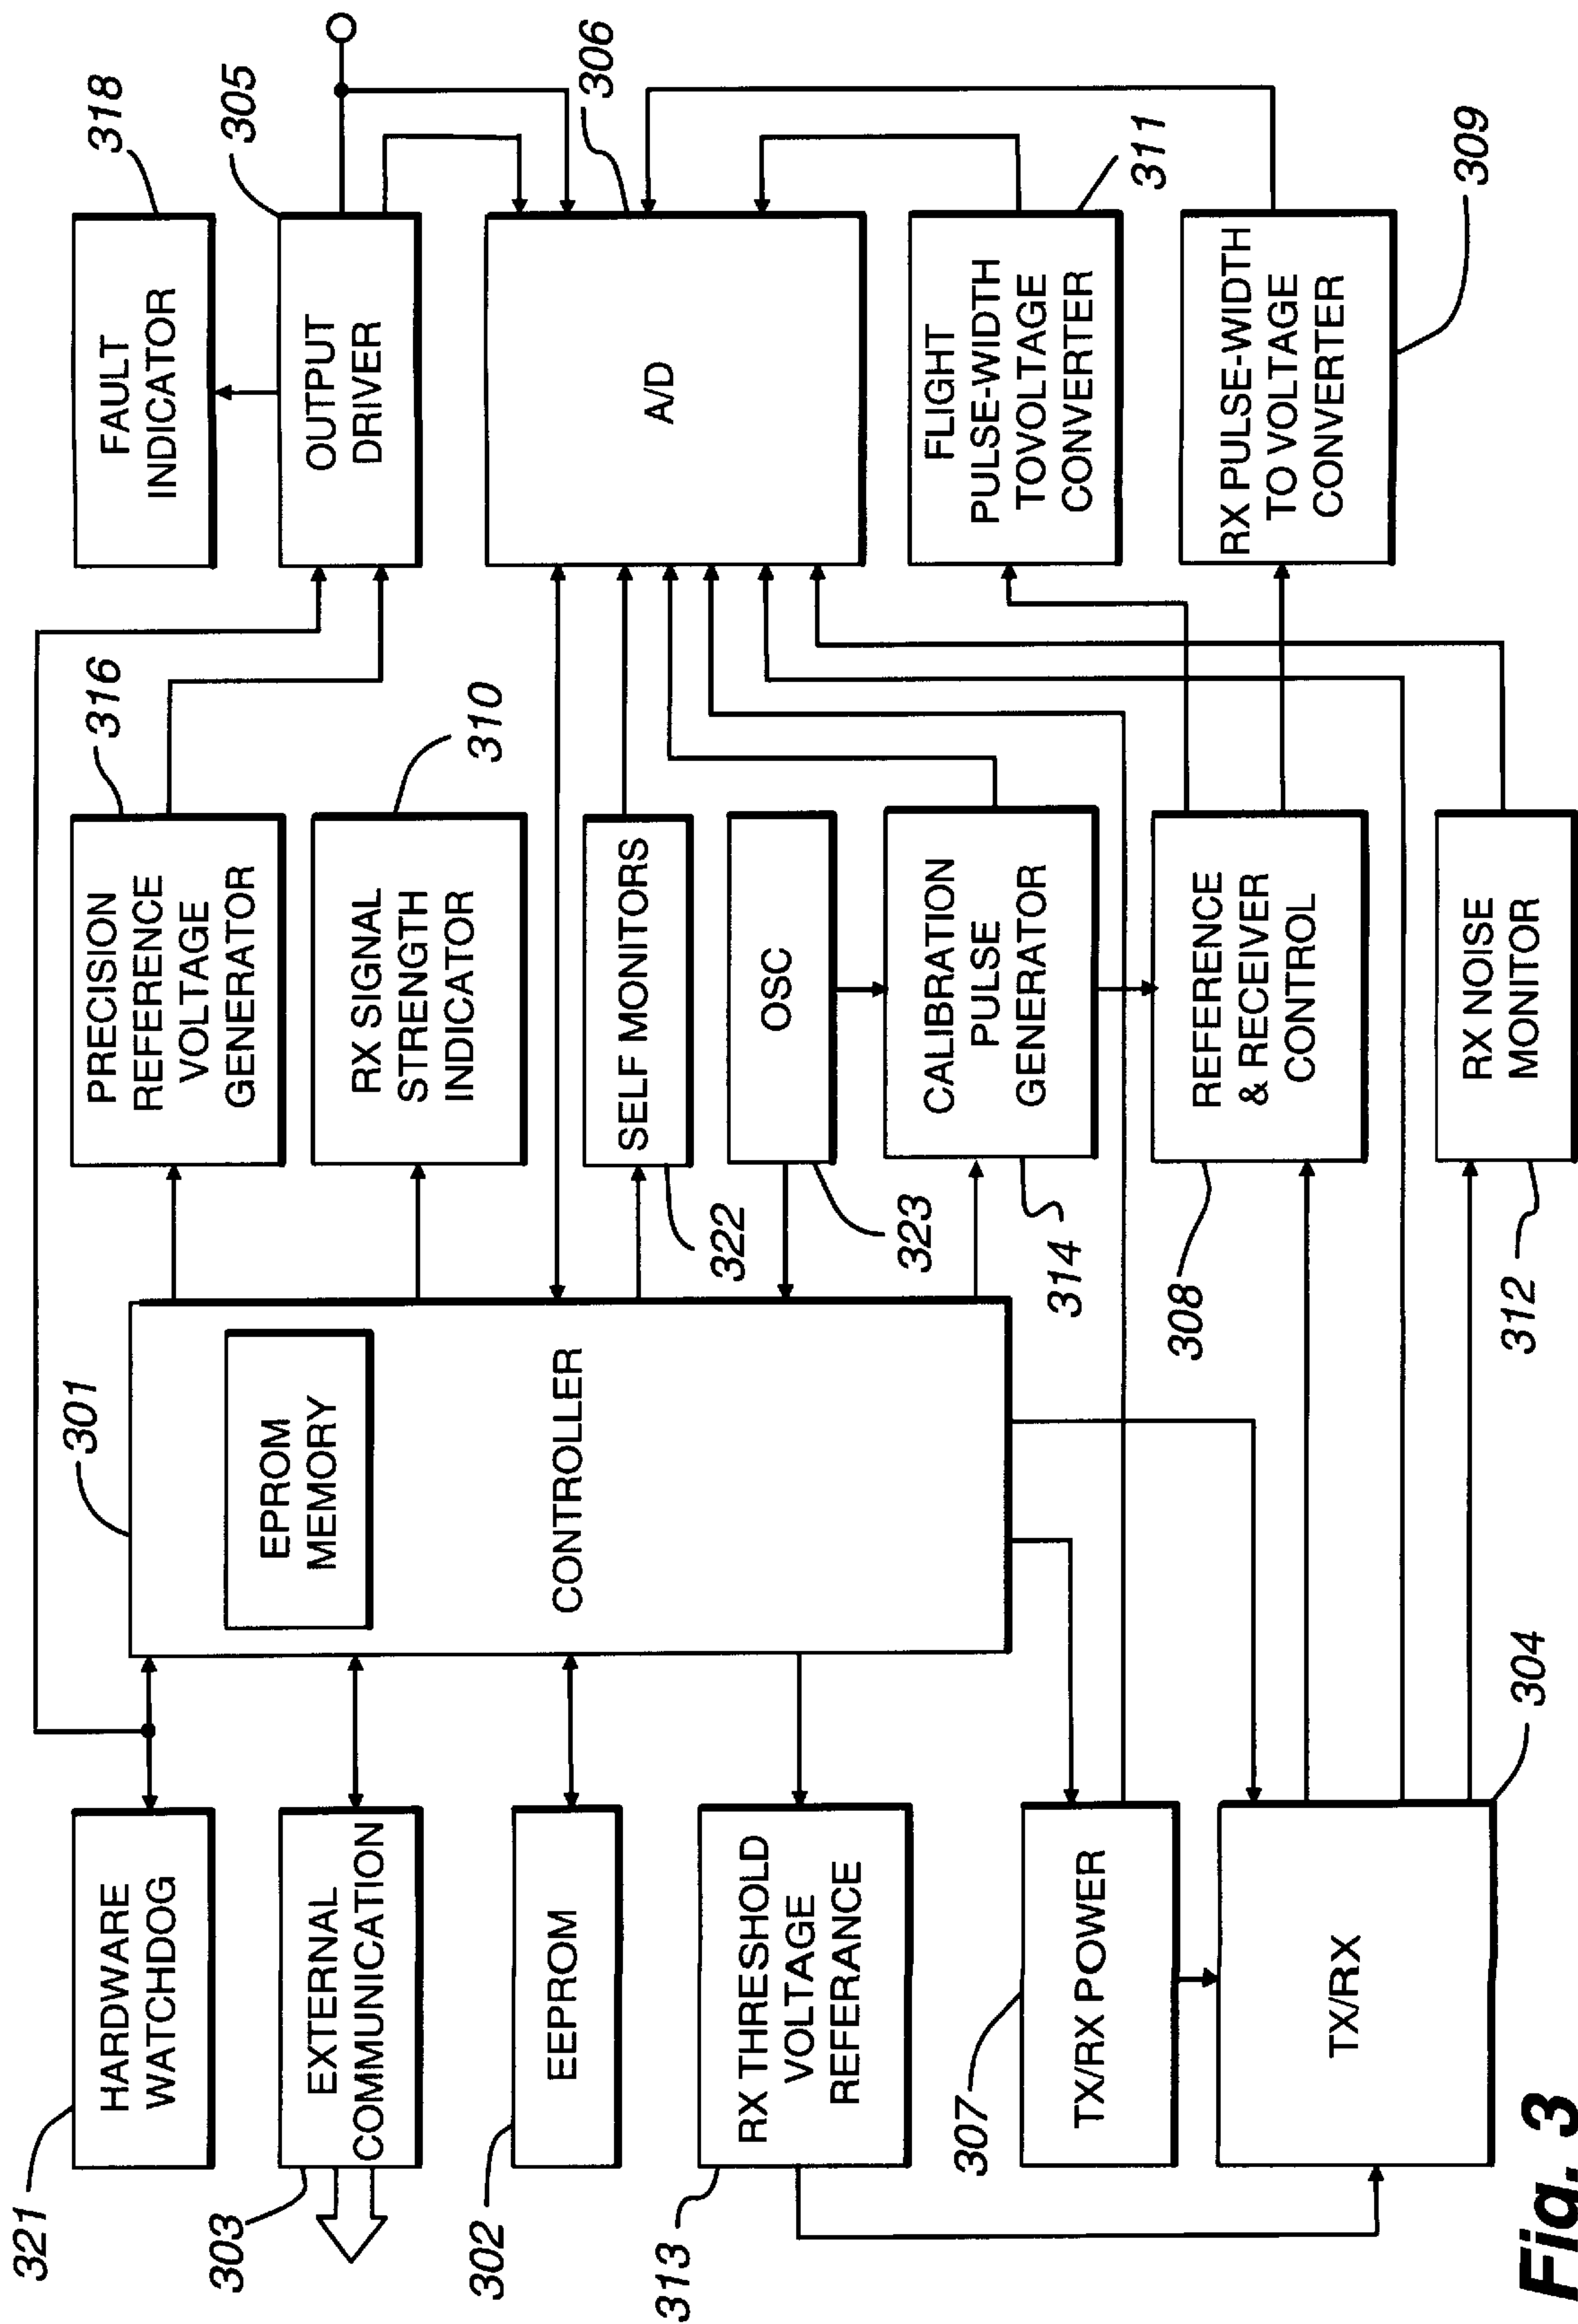 321
HARDWARE
WATCHDOG
303
EXTERNAL
COMMUNICATION
302
EEPROM
313
RX THRESHOLD
VOLTAGE
REFERANCE
307
TX/RX POWER
TX/RX
304
301
EPROM
MEMORY
CONTROLLER
316
PRECISION
REFERENCE
VOLTAGE
GENERATOR
310
RX SIGNAL
STRENGTH
INDICATOR
322
SELF MONITORS
323
OSC
314
CALIBRATION
PULSE
GENERATOR
308
REFERENCE
& RECEIVER
CONTROL
312
RX NOISE
MONITOR
318
FAULT
INDICATOR
305
OUTPUT
DRIVER
306
A/D
311
FLIGHT
PULSE-WIDTH
TOVOLTAGE
CONVERTER
309
RX PULSE-WIDTH
TO VOLTAGE
CONVERTER
Fig. 3